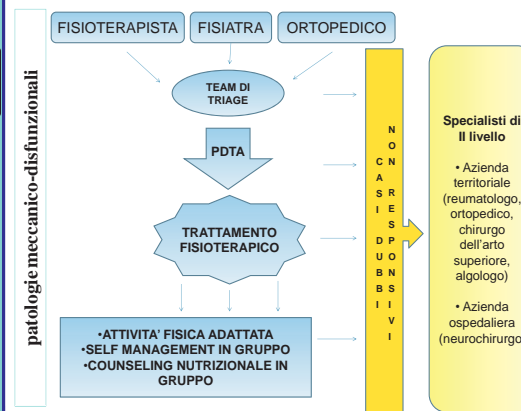 FISIOTERAPISTA
FISIATRA
ORTOPEDICO
patologie meccanico-disfunzionali
TEAM DI
TRIAGE
PDTA
TRATTAMENTO
FISIOTERAPICO
•ATTIVITA' FISICA ADATTATA
•SELF MANAGEMENT IN GRUPPO
•COUNSELING NUTRIZIONALE IN
GRUPPO
CASI DUBBI
NON RESPONSIVI
Specialisti di
II livello
• Azienda
territoriale
(reumatologo,
ortopedico,
chirurgo
dell'arto
superiore,
algologo)
• Azienda
ospedaliera
(neurochirurgo